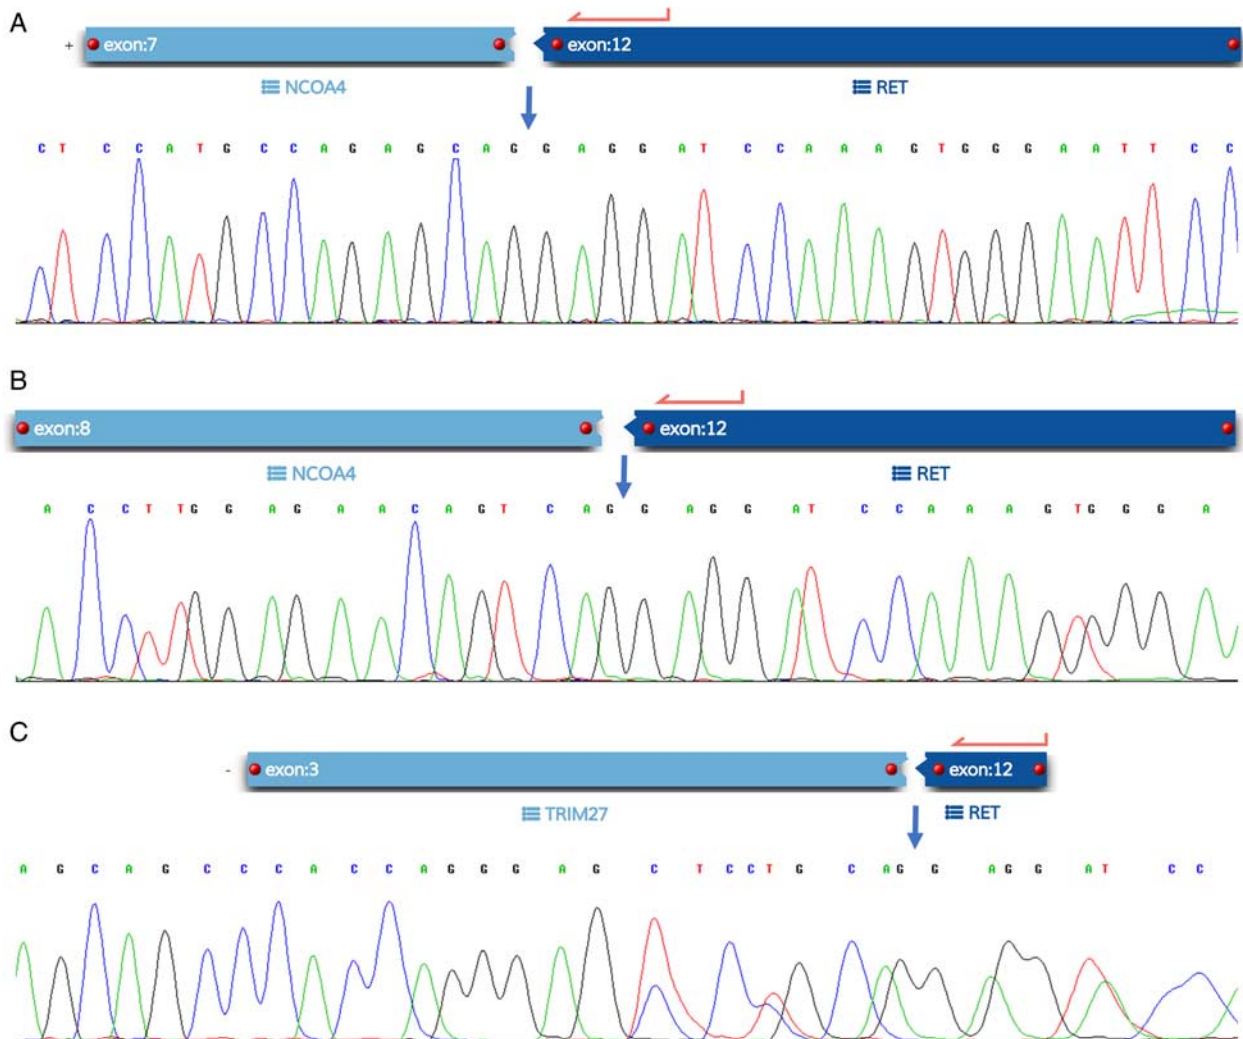 A
+ exon:7 exon:12
NCOA4 RET
C T C C A T G C C A G A G C A G G A G G A T C C A A A G T G G G A A T T C C
B
exon:8 exon:12
NCOA4 RET
A C C T T G G A G A A C A G T C A G G A G G A T C C A A A G T G G G A
C
- exon:3 exon:12
TRIM27 RET
A G C A G C C C A C C A G G G A G C T C C T G C A G G A G G A T C C